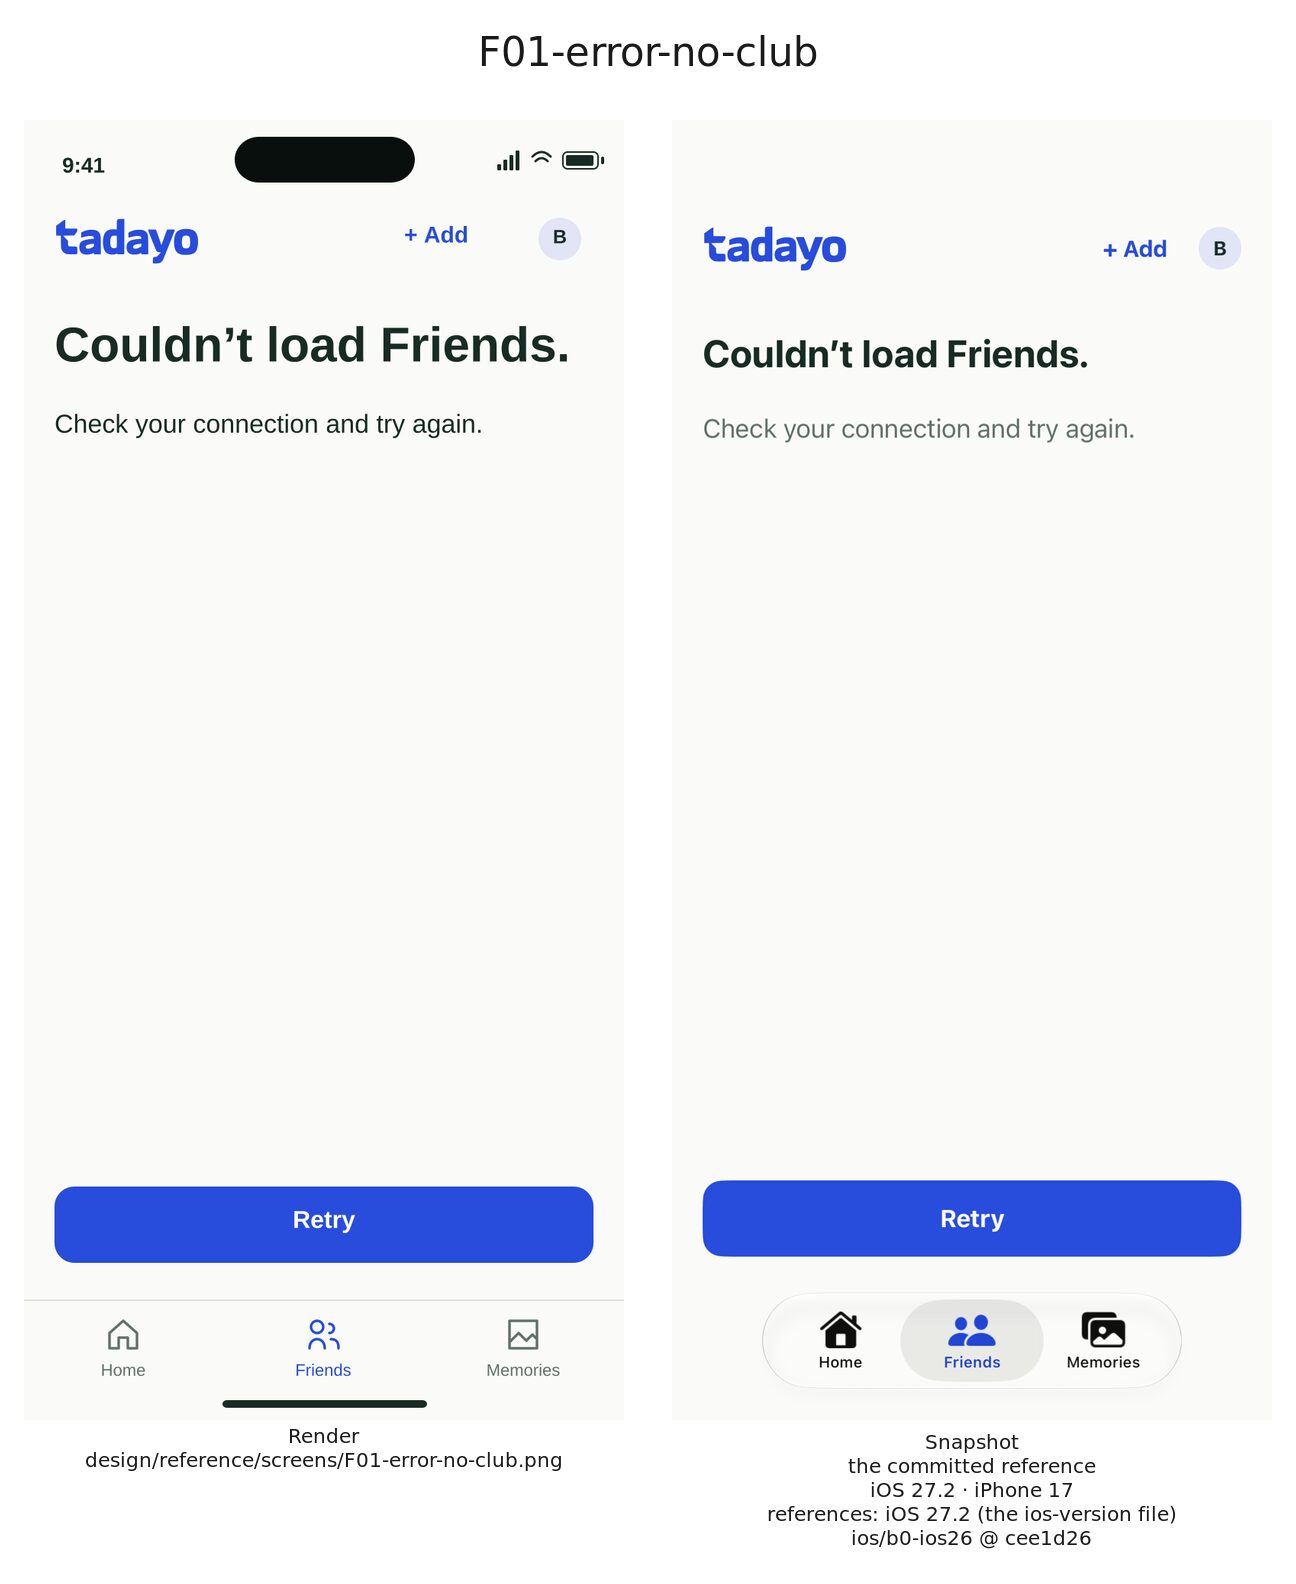 F01-error-no-club
9:41
tadayo
+ Add
B
Couldn’t load Friends.
Check your connection and try again.
Retry
Home
Friends
Memories
Render
design/reference/screens/F01-error-no-club.png
tadayo
+ Add
B
Couldn’t load Friends.
Check your connection and try again.
Retry
Home
Friends
Memories
Snapshot
the committed reference
iOS 27.2 · iPhone 17
references: iOS 27.2 (the ios-version file)
ios/b0-ios26 @ cee1d26